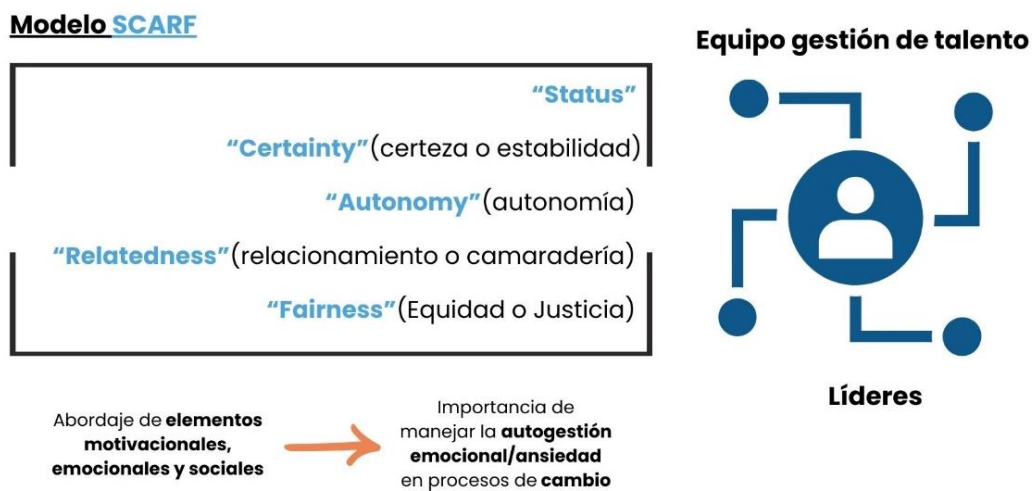 Modelo SCARF
“Status”
“Certainty”(certeza o estabilidad)
“Autonomy”(autonomía)
“Relatedness”(relacionamiento o camaradería)
“Fairness”(Equidad o Justicia)
Abordaje de elementos
motivacionales,
emocionales y sociales
Importancia de
manejar la autogestión
emocional/ansiedad
en procesos de cambio
Equipo gestión de talento
Líderes